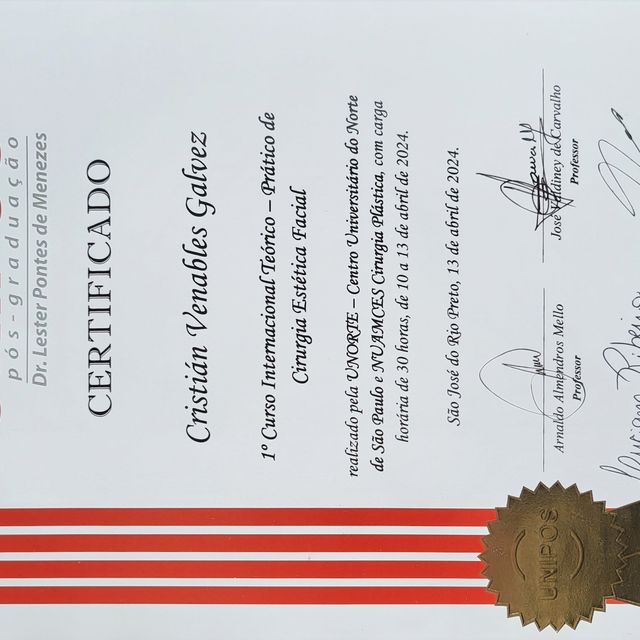 pós graduação
Dr. Lester Pontes de Menezes
CERTIFICADO
Cristián Venables Galvez
1º Curso Internacional Teórico – Prático de
Cirurgia Estética Facial
realizado pela UNORTE – Centro Universitário do Norte
de São Paulo e NUAMCES Cirurgia Plástica, com carga
horária de 30 horas, de 10 a 13 de abril de 2024.
São José do Rio Preto, 13 de abril de 2024.
Arnaldo Almendros Mello
Professor
José Valdiney de Carvalho
Professor
Ribeiro
UNIPOS